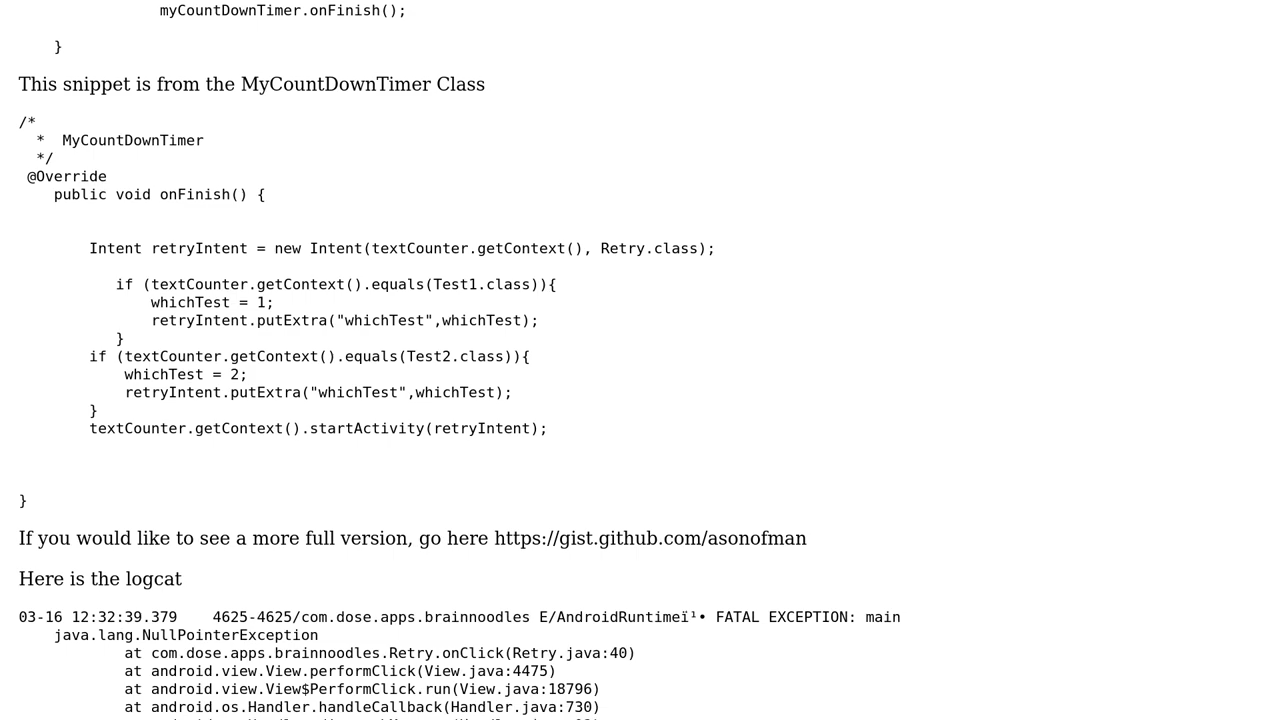 myCountDownTimer.onFinish();
}
This snippet is from the MyCountDownTimer Class
/*
*  MyCountDownTimer
*/
@Override
public void onFinish() {
Intent retryIntent = new Intent(textCounter.getContext(), Retry.class);
if (textCounter.getContext().equals(Test1.class)){
whichTest = 1;
retryIntent.putExtra("whichTest",whichTest);
}
if (textCounter.getContext().equals(Test2.class)){
whichTest = 2;
retryIntent.putExtra("whichTest",whichTest);
}
textCounter.getContext().startActivity(retryIntent);
}
If you would like to see a more full version, go here https://gist.github.com/asonofman
Here is the logcat
03-16 12:32:39.379    4625-4625/com.dose.apps.brainnoodles E/AndroidRuntimeï¹• FATAL EXCEPTION: main
java.lang.NullPointerException
at com.dose.apps.brainnoodles.Retry.onClick(Retry.java:40)
at android.view.View.performClick(View.java:4475)
at android.view.View$PerformClick.run(View.java:18796)
at android.os.Handler.handleCallback(Handler.java:730)